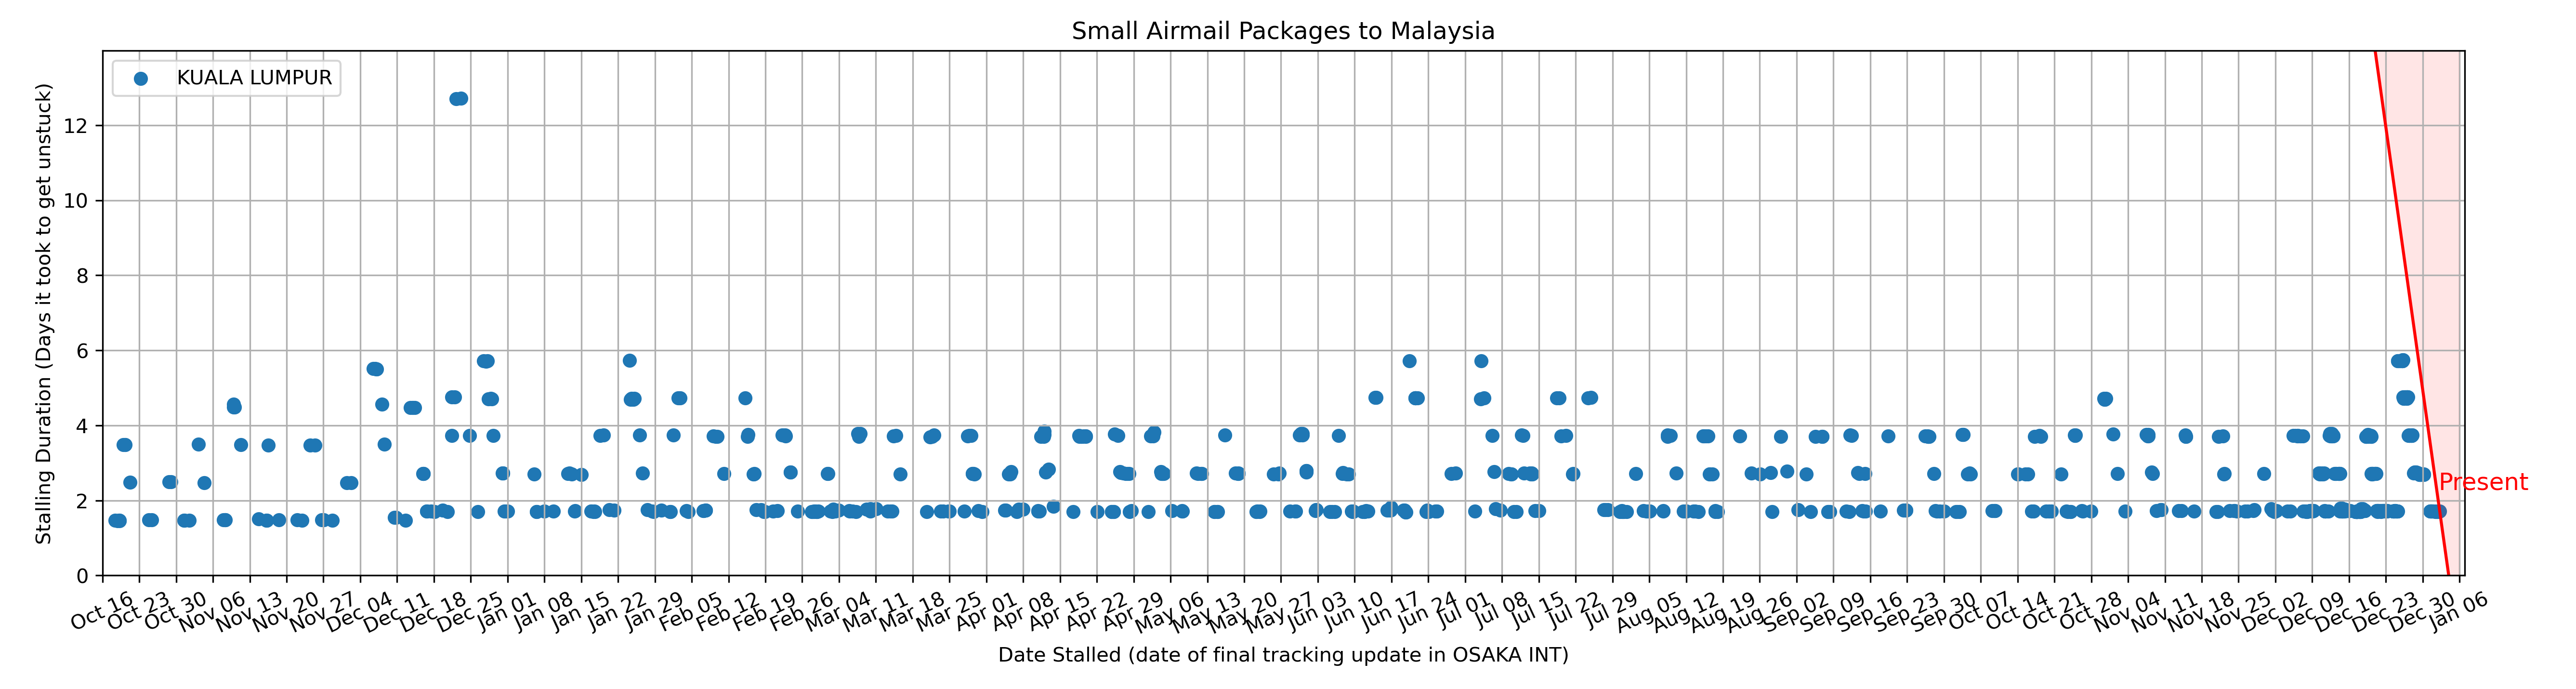 Small Airmail Packages to Malaysia
KUALA LUMPUR
Stalling Duration (Days it took to get unstuck)
12
10
8
6
4
2
0
Present
Oct 16
Oct 23
Oct 30
Nov 06
Nov 13
Nov 20
Nov 27
Dec 04
Dec 11
Dec 18
Dec 25
Jan 01
Jan 08
Jan 15
Jan 22
Jan 29
Feb 05
Feb 12
Feb 19
Feb 26
Mar 04
Mar 11
Mar 18
Mar 25
Apr 01
Apr 08
Apr 15
Apr 22
Apr 29
May 06
May 13
May 20
May 27
Jun 03
Jun 10
Jun 17
Jun 24
Jul 01
Jul 08
Jul 15
Jul 22
Jul 29
Aug 05
Aug 12
Aug 19
Aug 26
Sep 02
Sep 09
Sep 16
Sep 23
Sep 30
Oct 07
Oct 14
Oct 21
Oct 28
Nov 04
Nov 11
Nov 18
Nov 25
Dec 02
Dec 09
Dec 16
Dec 23
Dec 30
Jan 06
Date Stalled (date of final tracking update in OSAKA INT)